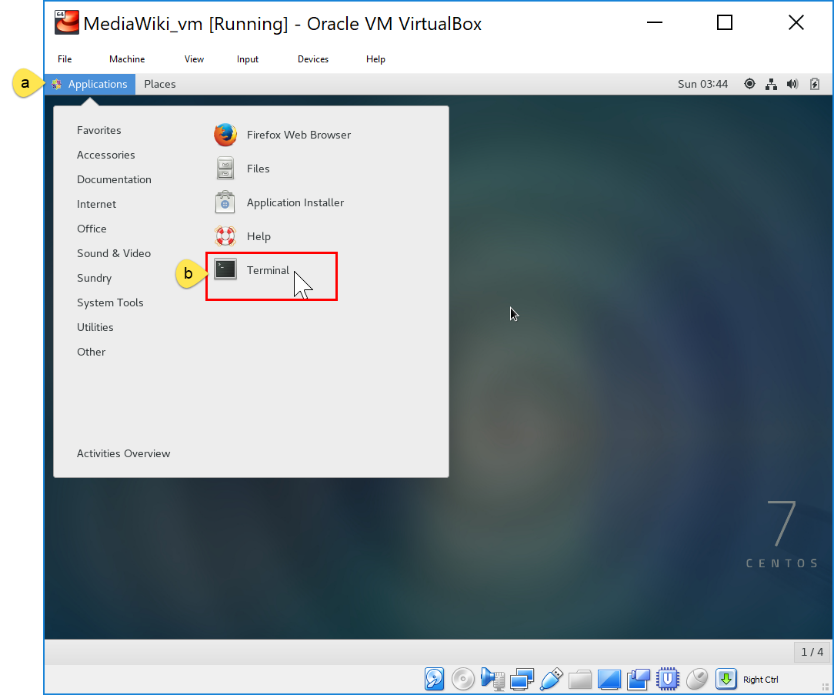 64
MediaWiki_vm [Running] - Oracle VM VirtualBox
File Machine View Input Devices Help
a
Applications Places Sun 03:44
Favorites
Accessories
Documentation
Internet
Office
Sound & Video
Sundry
System Tools
Utilities
Other
Activities Overview
Firefox Web Browser
Files
Application Installer
Help
b
Terminal
7
CENTOS
1 / 4
Right Ctrl